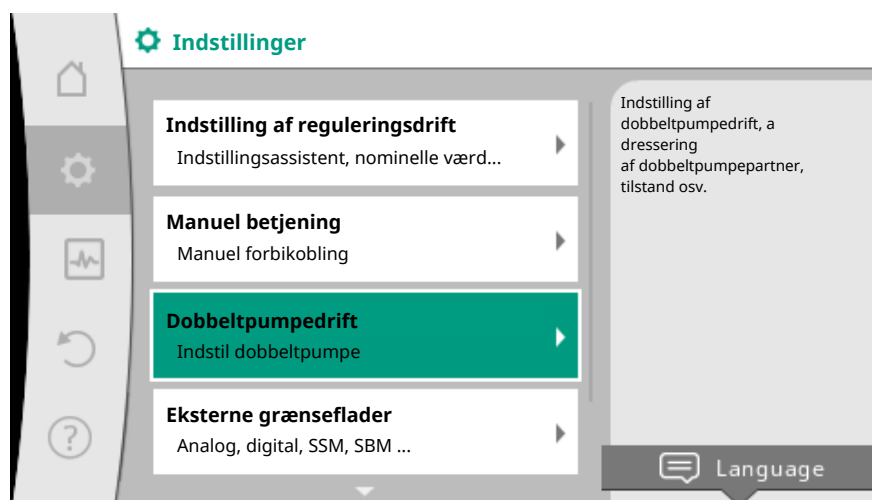 Indstillinger
Indstilling af reguleringsdrift
Indstillingsassistent, nominelle værd...
Manuel betjening
Manuel forbikobling
Dobbeltpumpedrift
Indstil dobbeltpumpe
Eksterne grænseflader
Analog, digital, SSM, SBM ...
Indstilling af
dobbeltpumpedrift, a
dressering
af dobbeltpumpepartner,
tilstand osv.
?
Language